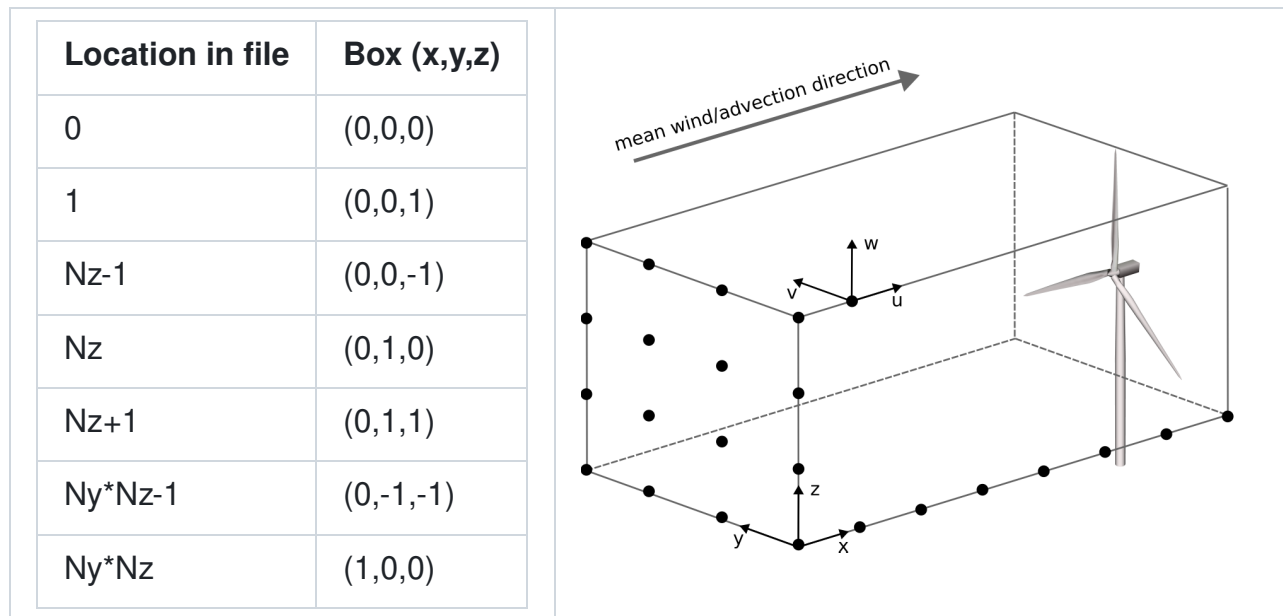 Location in file Box (x,y,z)
0 (0,0,0)
1 (0,0,1)
Nz-1 (0,0,-1)
Nz (0,1,0)
Nz+1 (0,1,1)
Ny*Nz-1 (0,-1,-1)
Ny*Nz (1,0,0)
mean wind/advection direction
w
v
u
z
y
x